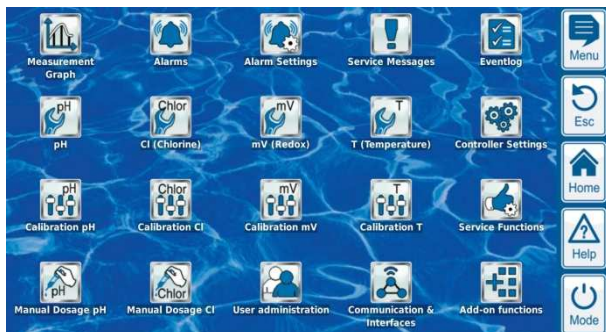 Measurement
Graph
Alarms
Alarm Settings
Service Messages
Eventlog
Menu
pH
pH
Chlor
Cl (Chlorine)
mV
mV (Redox)
T
T (Temperature)
Controller Settings
Esc
pH
Calibration pH
Chlor
Calibration Cl
mV
Calibration mV
T
Calibration T
Service Functions
Home
?
Help
pH
Manual Dosage pH
Chlor
Manual Dosage Cl
User administration
Communication &
Interfaces
Add-on functions
Mode